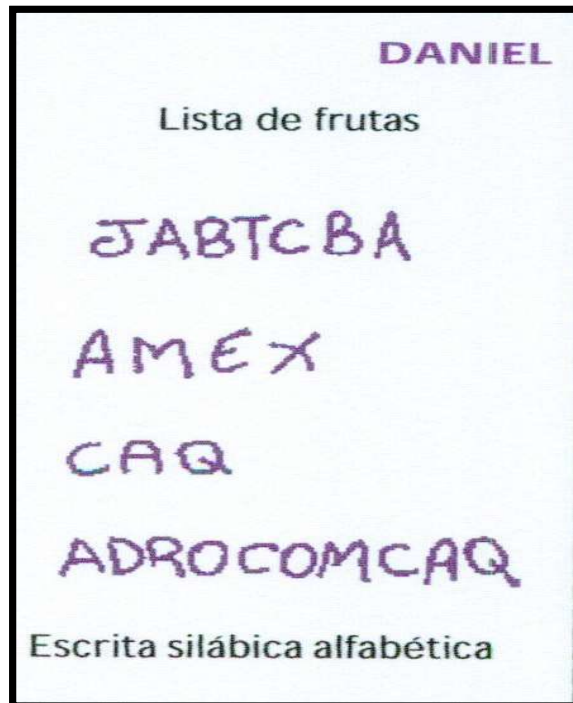 DANIEL
Lista de frutas
JABTCBA
AMEX
CAQ
ADROCOMCAQ
Escrita silábica alfabética